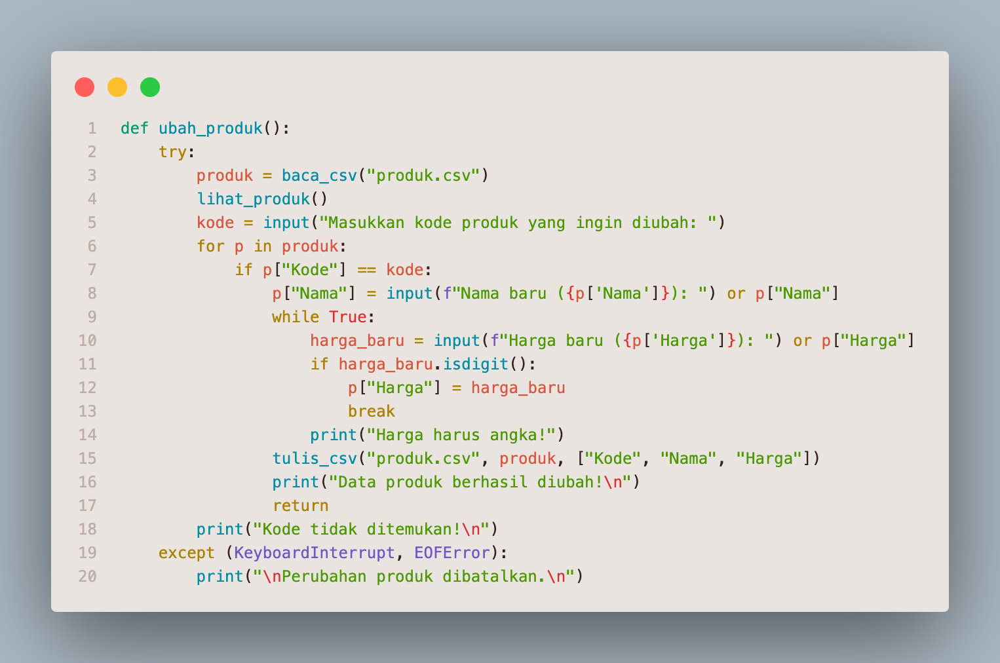 1 def ubah_produk():
2     try:
3         produk = baca_csv("produk.csv")
4         lihat_produk()
5         kode = input("Masukkan kode produk yang ingin diubah: ")
6         for p in produk:
7             if p["Kode"] == kode:
8                 p["Nama"] = input(f"Nama baru ({p['Nama']}): ") or p["Nama"]
9                 while True:
10                     harga_baru = input(f"Harga baru ({p['Harga']}): ") or p["Harga"]
11                     if harga_baru.isdigit():
12                         p["Harga"] = harga_baru
13                         break
14                     print("Harga harus angka!")
15                 tulis_csv("produk.csv", produk, ["Kode", "Nama", "Harga"])
16                 print("Data produk berhasil diubah!\n")
17                 return
18         print("Kode tidak ditemukan!\n")
19     except (KeyboardInterrupt, EOFError):
20         print("\nPerubahan produk dibatalkan.\n")